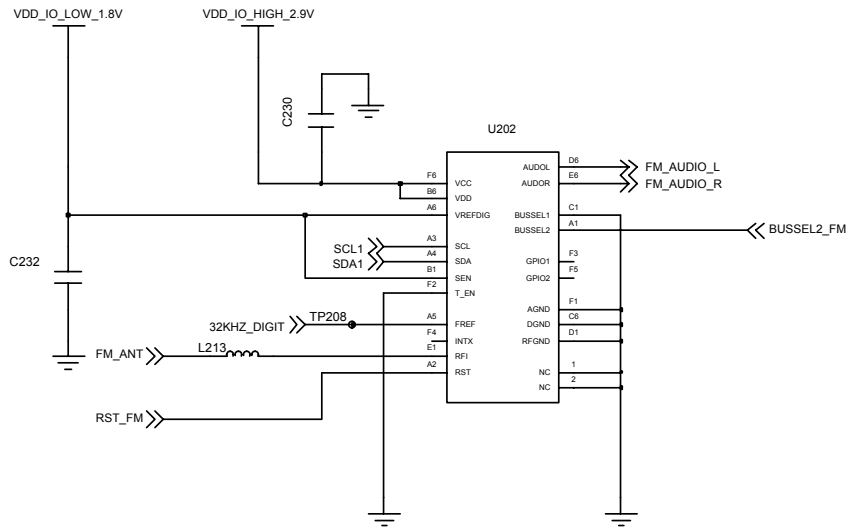 VDD_IO_LOW_1.8V
VDD_IO_HIGH_2.9V
C230
U202
C232
F6 VCC
B6 VDD
A6 VREFDIG
SCL1 A3 SCL
SDA1 A4 SDA
B1 SEN
F2 T_EN
32KHZ_DIGIT TP208 A5 FREF
F4 INTX
FM_ANT L213 E1 RFI
A2 RST
RST_FM
AUDOL D6 FM_AUDIO_L
AUDOR E6 FM_AUDIO_R
BUSSEL1 C1
BUSSEL2 A1 BUSSEL2_FM
GPIO1 F3
GPIO2 F5
AGND F1
DGND C6
RFGND D1
NC 1
NC 2